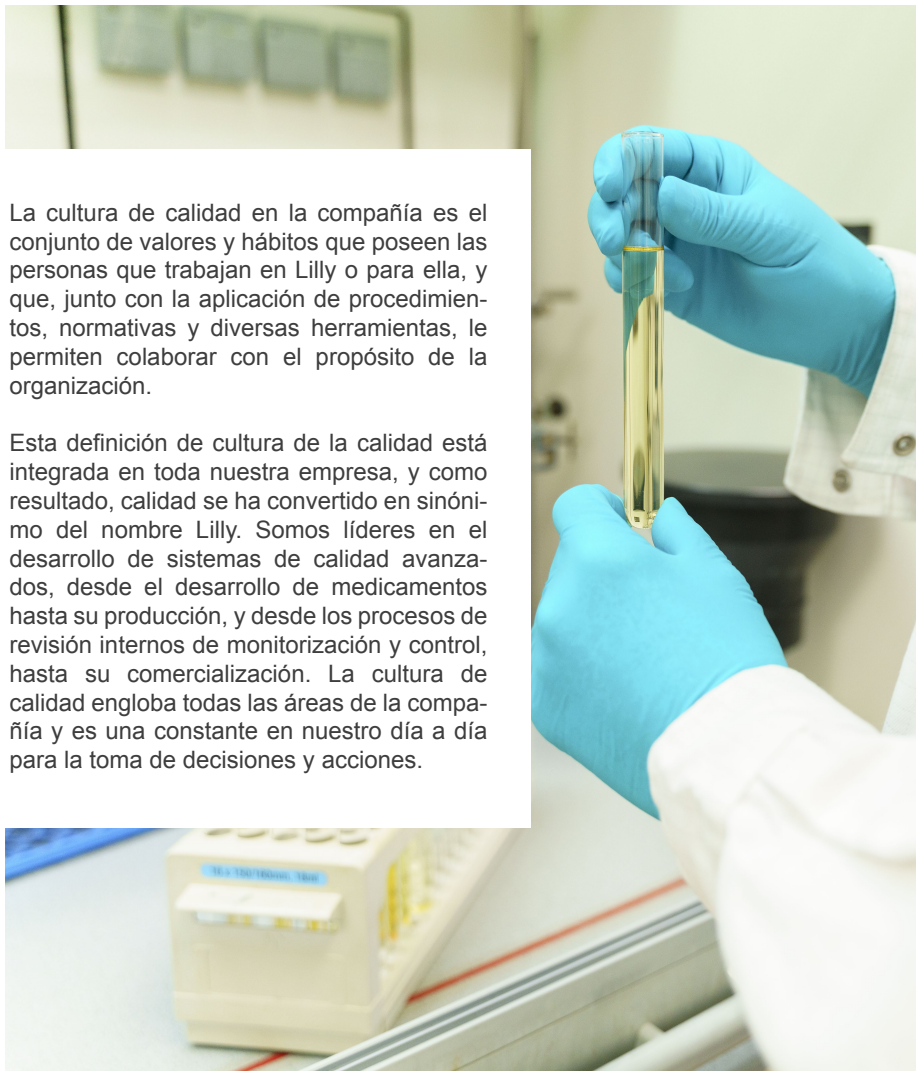 La cultura de calidad en la compañía es el
conjunto de valores y hábitos que poseen las
personas que trabajan en Lilly o para ella, y
que, junto con la aplicación de procedimien-
tos, normativas y diversas herramientas, le
permiten colaborar con el propósito de la
organización.
Esta definición de cultura de la calidad está
integrada en toda nuestra empresa, y como
resultado, calidad se ha convertido en sinóni-
mo del nombre Lilly. Somos líderes en el
desarrollo de sistemas de calidad avanza-
dos, desde el desarrollo de medicamentos
hasta su producción, y desde los procesos de
revisión internos de monitorización y control,
hasta su comercialización. La cultura de
calidad engloba todas las áreas de la compa-
ñía y es una constante en nuestro día a día
para la toma de decisiones y acciones.